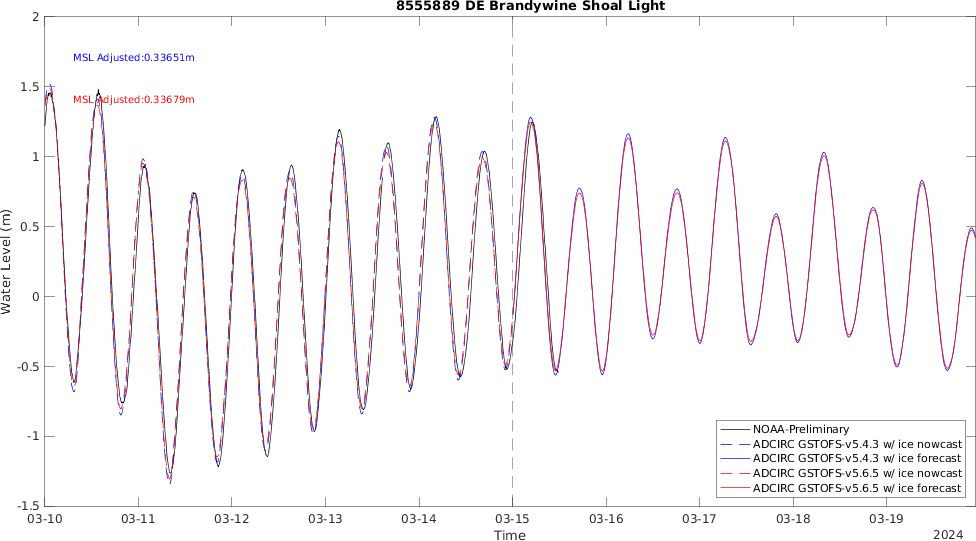 8555889 DE Brandywine Shoal Light
MSL Adjusted:0.33651m
MSL Adjusted:0.33679m
Water Level (m)
2
1.5
1
0.5
0
-0.5
-1
-1.5
03-10
03-11
03-12
03-13
03-14
03-15
03-16
03-17
03-18
03-19
Time
2024
NOAA-Preliminary
ADCIRC GSTOFS-v5.4.3 w/ ice nowcast
ADCIRC GSTOFS-v5.4.3 w/ ice forecast
ADCIRC GSTOFS-v5.6.5 w/ ice nowcast
ADCIRC GSTOFS-v5.6.5 w/ ice forecast